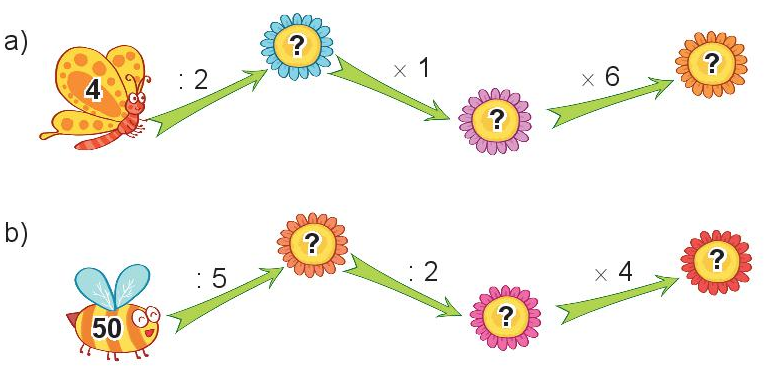 a) 4 : 2 ? × 1 ? × 6 ?
b) 50 : 5 ? : 2 ? × 4 ?